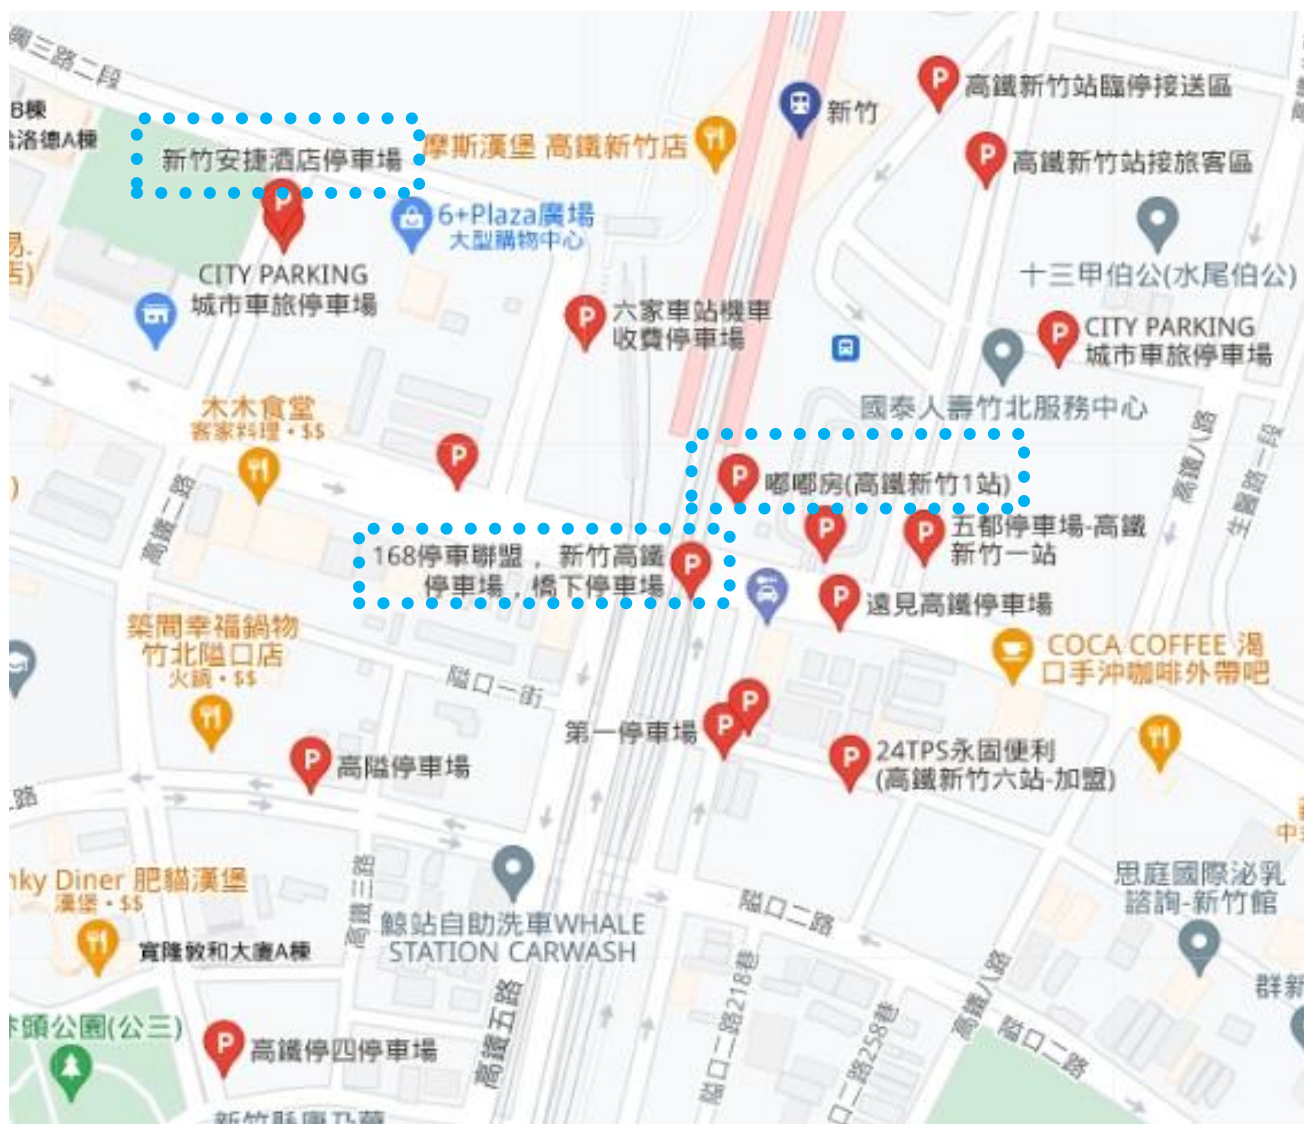 興三路二段
B棟
洛德A棟
新竹安捷酒店停車場
摩斯漢堡 高鐵新竹店
新竹
高鐵新竹站臨停接送區
高鐵新竹站接旅客區
6+Plaza廣場
大型購物中心
CITY PARKING
城市車旅停車場
六家車站機車
收費停車場
十三甲伯公(水尾伯公)
CITY PARKING
城市車旅停車場
國泰人壽竹北服務中心
木木食堂
客家料理・$$
高鐵二路
高鐵八路
生醫路一段
嘟嘟房(高鐵新竹1站)
五都停車場-高鐵
新竹一站
168停車聯盟，新竹高鐵
停車場，橋下停車場
遠見高鐵停車場
築間幸福鍋物
竹北隘口店
火鍋・$$
隘口一街
COCA COFFEE 渴
口手沖咖啡外帶吧
第一停車場
高隘停車場
24TPS永固便利
(高鐵新竹六站-加盟)
路
nky Diner 肥貓漢堡
漢堡・$$
高鐵三路
鯨站自助洗車WHALE
STATION CARWASH
隘口二路
思庭國際泌乳
諮詢-新竹館
寬隆敦和大廈A棟
高鐵五路
隘口二路218巷
口二路258巷
高鐵八路
隘口二路
群新
頭公園(公三)
高鐵停四停車場